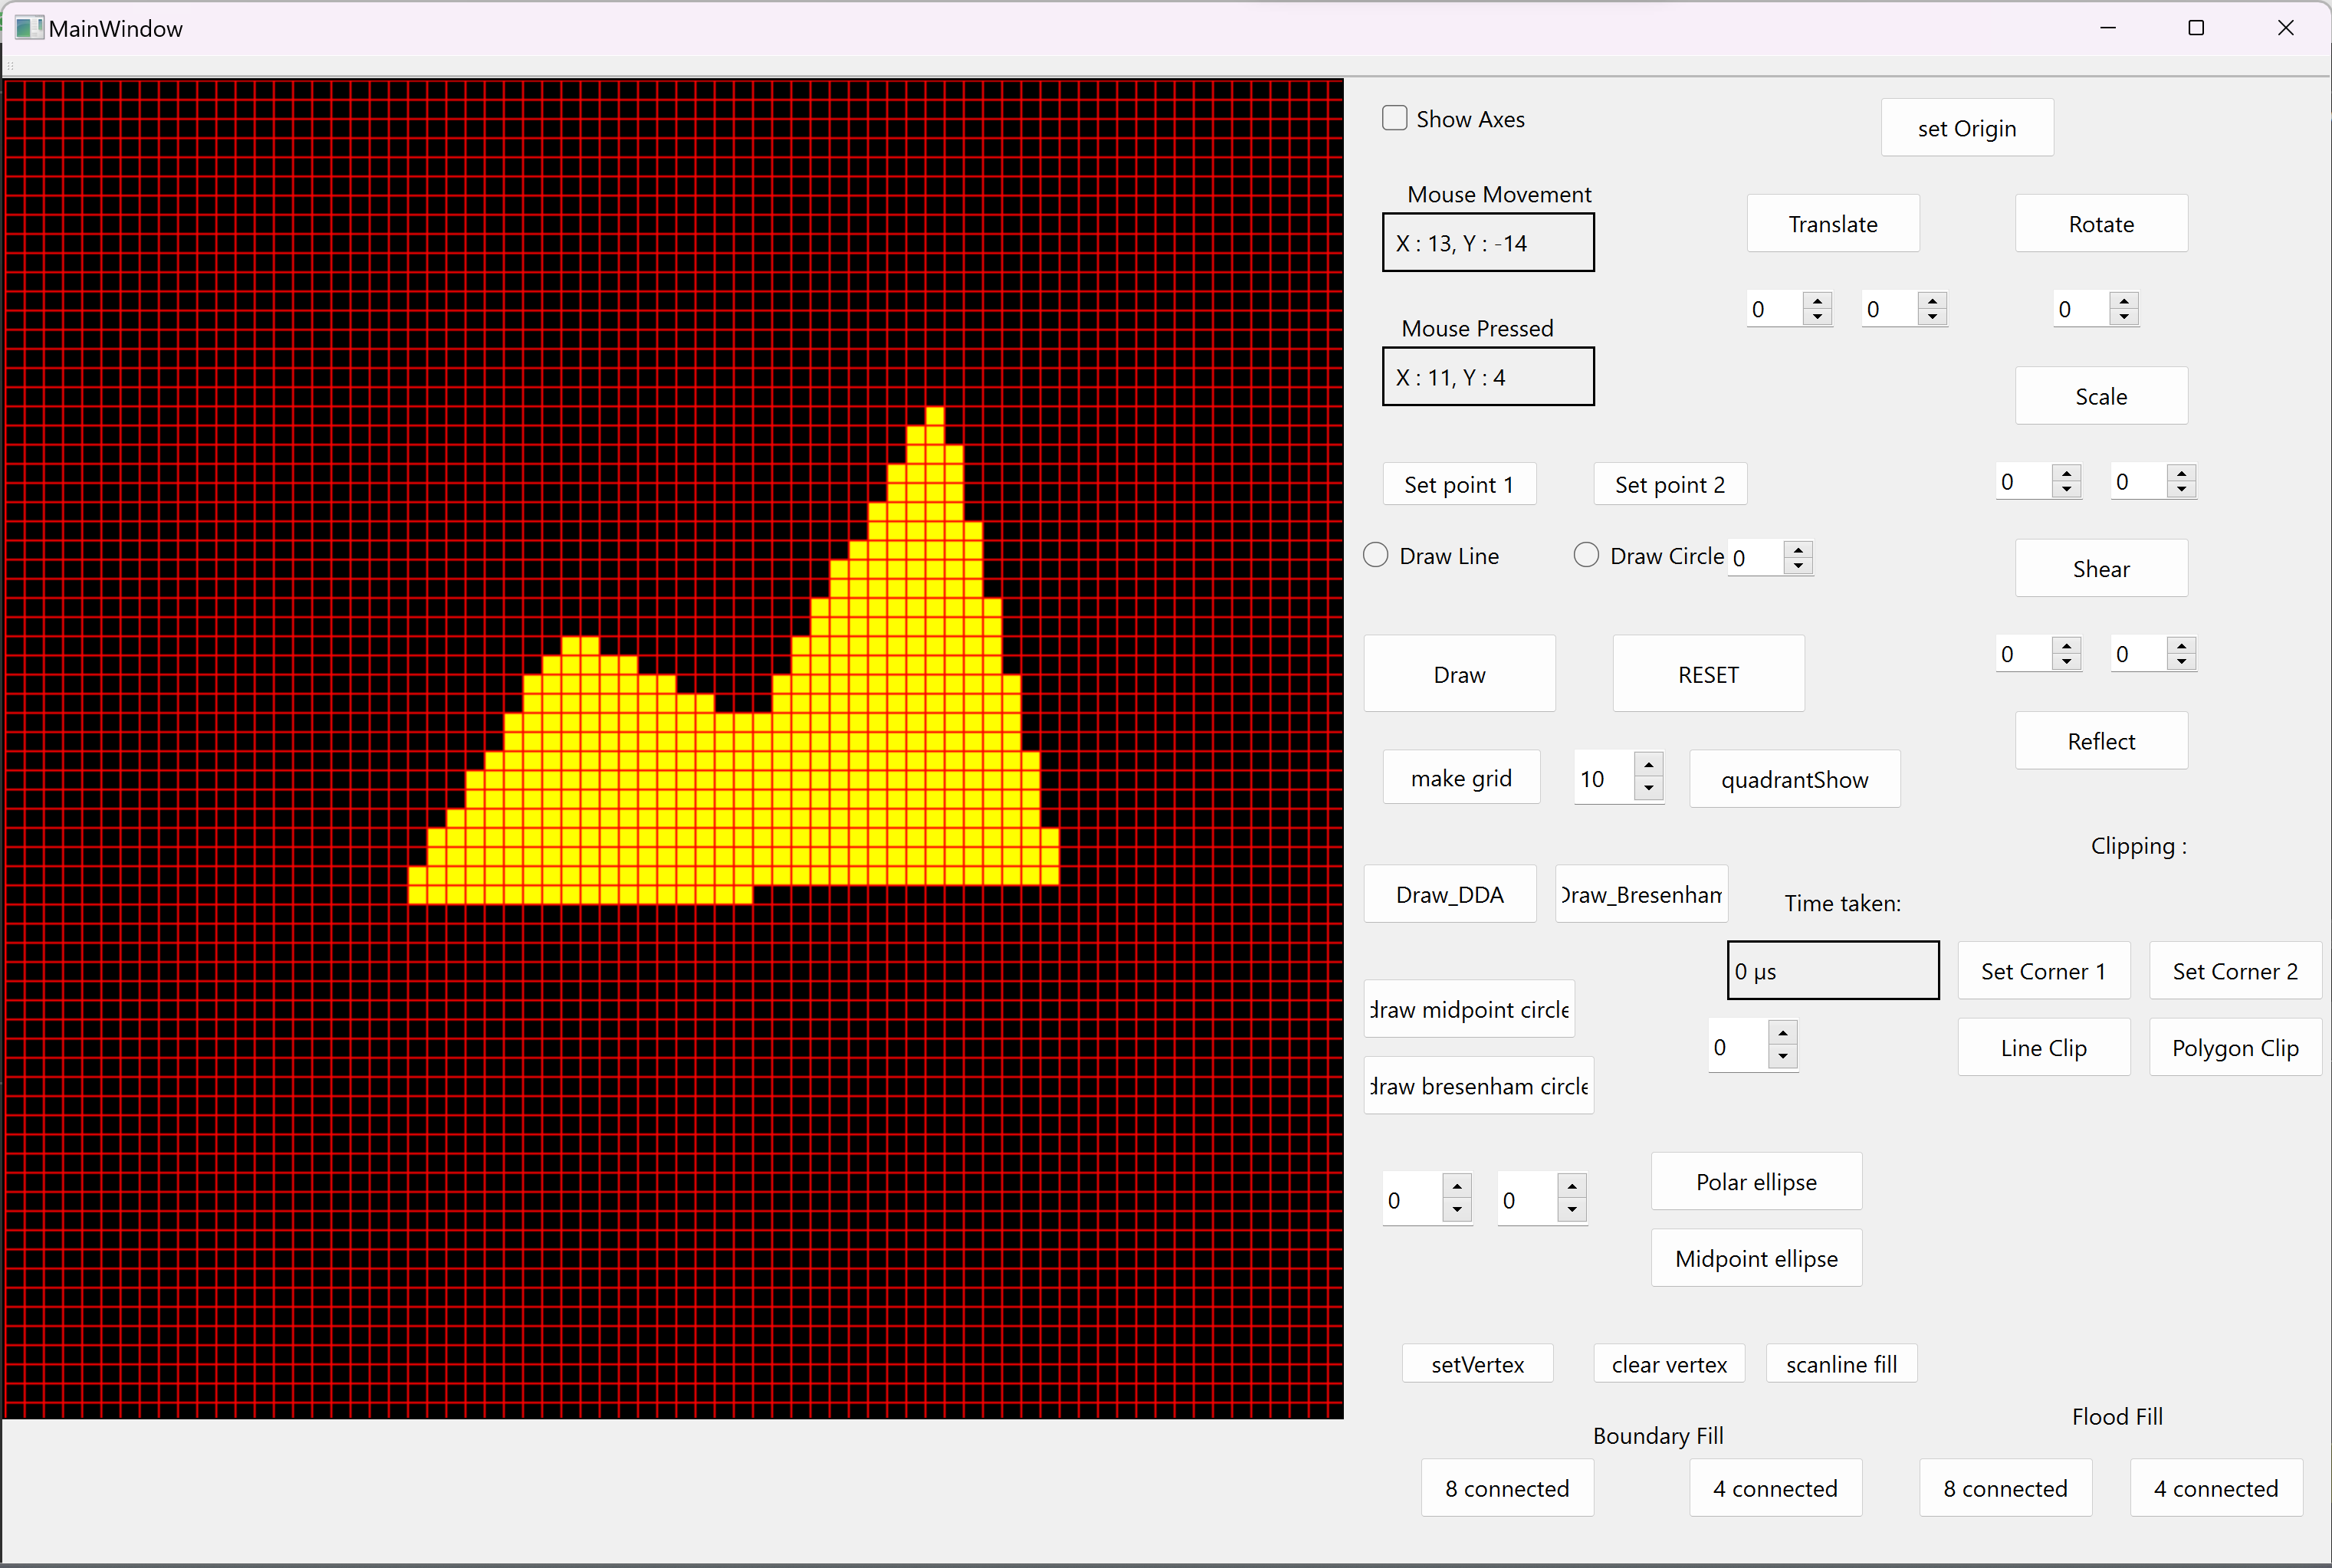 MainWindow
Show Axes
set Origin
Mouse Movement
X : 13, Y : -14
Translate
Rotate
0
0
0
Mouse Pressed
X : 11, Y : 4
Scale
Set point 1
Set point 2
0
0
Draw Line
Draw Circle
0
Shear
0
0
Draw
RESET
Reflect
make grid
10
quadrantShow
Clipping :
Draw_DDA
Draw_Bresenham
Time taken:
0 µs
Set Corner 1
Set Corner 2
draw midpoint circle
0
Line Clip
Polygon Clip
draw bresenham circle
0
0
Polar ellipse
Midpoint ellipse
setVertex
clear vertex
scanline fill
Flood Fill
Boundary Fill
8 connected
4 connected
8 connected
4 connected